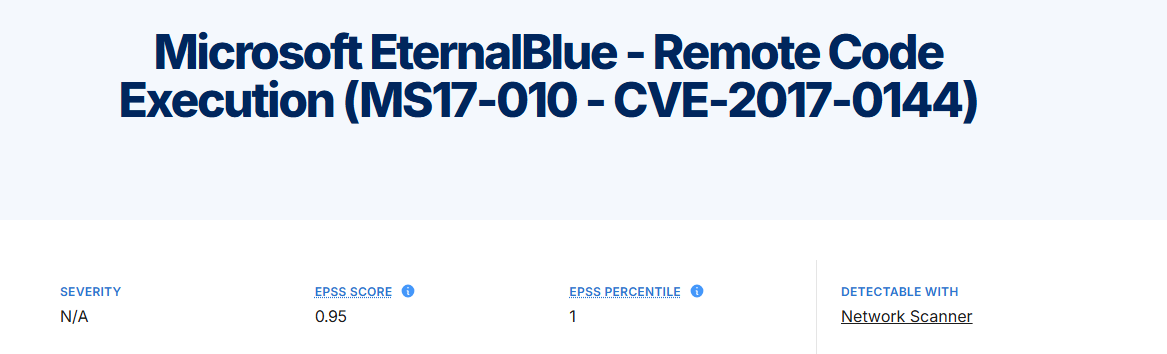 Microsoft EternalBlue - Remote Code
Execution (MS17-010 - CVE-2017-0144)
SEVERITY
N/A
EPSS SCORE
0.95
EPSS PERCENTILE
1
DETECTABLE WITH
Network Scanner